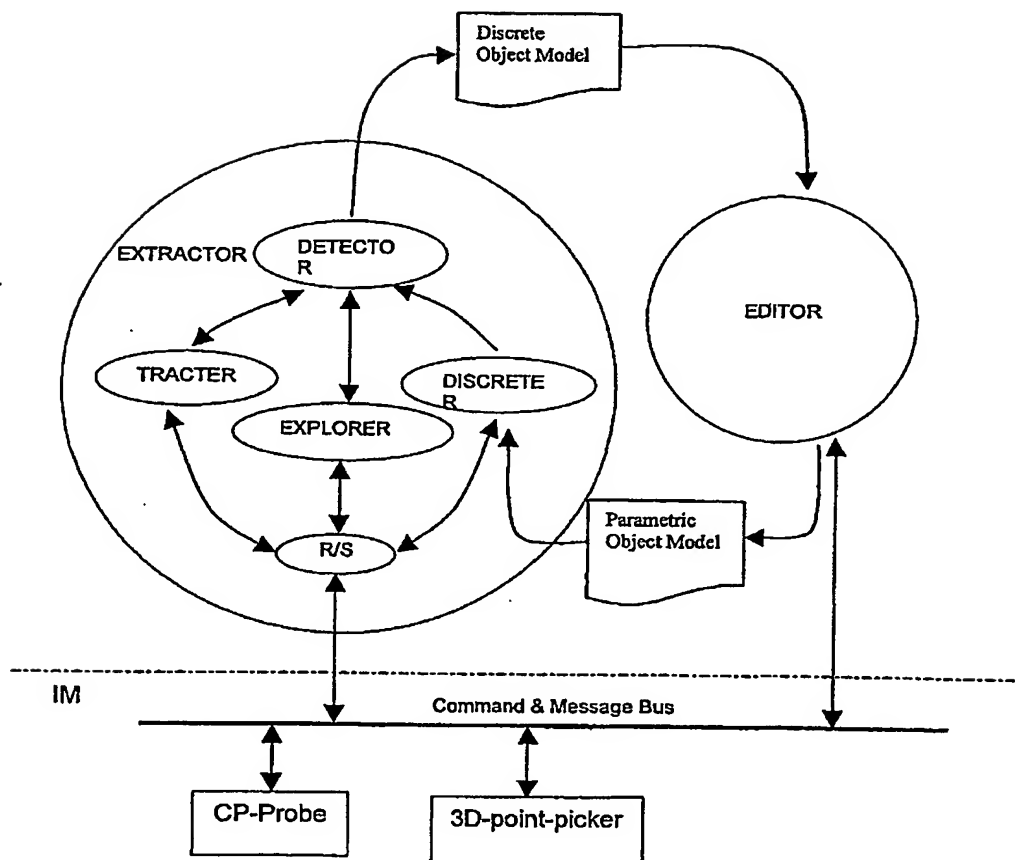 Discrete
Object Model
EXTRACTOR
DETECTO
R
EDITOR
TRACTER
DISCRETE
R
EXPLORER
R/S
Parametric
Object Model
IM
Command & Message Bus
CP-Probe
3D-point-picker